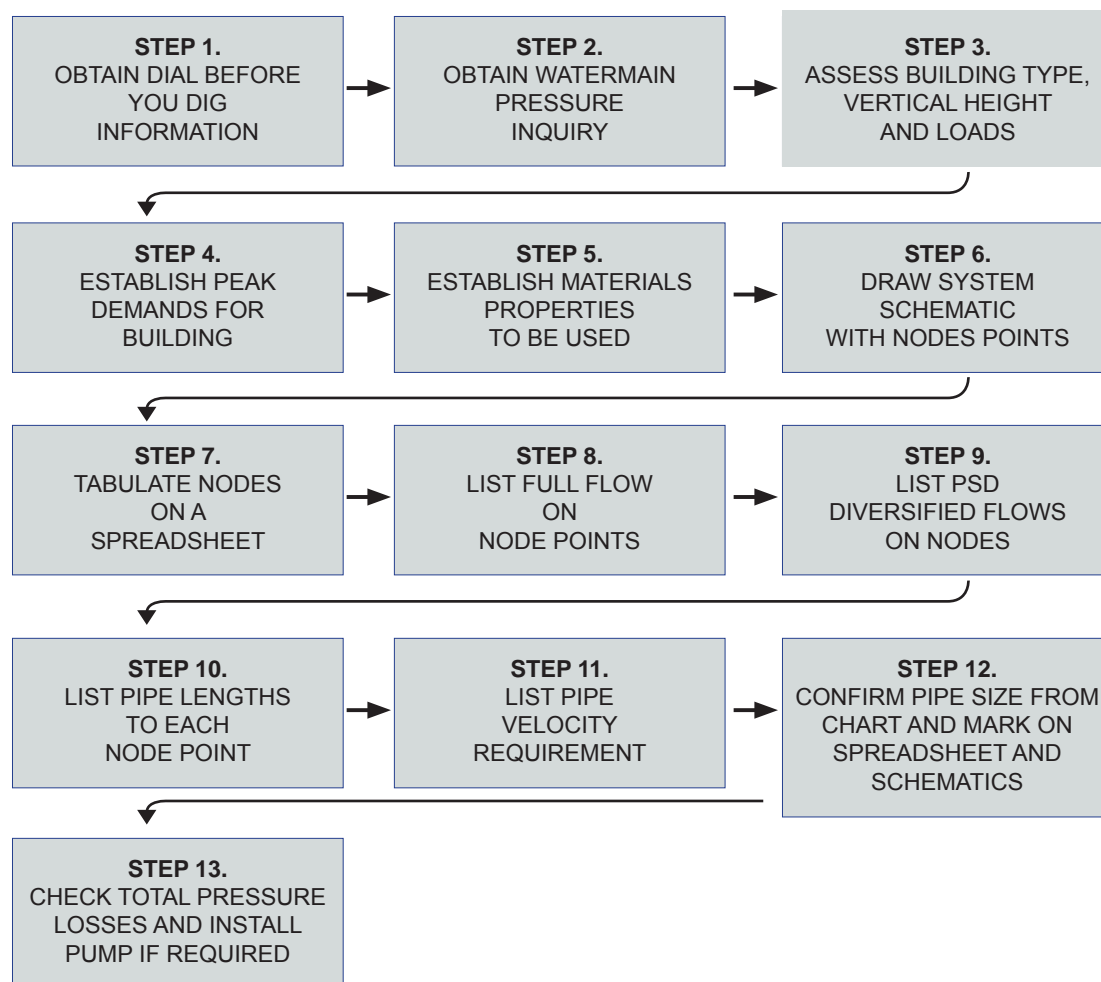 STEP 1.
OBTAIN DIAL BEFORE
YOU DIG
INFORMATION
STEP 2.
OBTAIN WATERMAIN
PRESSURE
INQUIRY
STEP 3.
ASSESS BUILDING TYPE,
VERTICAL HEIGHT
AND LOADS
STEP 4.
ESTABLISH PEAK
DEMANDS FOR
BUILDING
STEP 5.
ESTABLISH MATERIALS
PROPERTIES
TO BE USED
STEP 6.
DRAW SYSTEM
SCHEMATIC
WITH NODES POINTS
STEP 7.
TABULATE NODES
ON A
SPREADSHEET
STEP 8.
LIST FULL FLOW
ON
NODE POINTS
STEP 9.
LIST PSD
DIVERSIFIED FLOWS
ON NODES
STEP 10.
LIST PIPE LENGTHS
TO EACH
NODE POINT
STEP 11.
LIST PIPE
VELOCITY
REQUIREMENT
STEP 12.
CONFIRM PIPE SIZE FROM
CHART AND MARK ON
SPREADSHEET AND
SCHEMATICS
STEP 13.
CHECK TOTAL PRESSURE
LOSSES AND INSTALL
PUMP IF REQUIRED